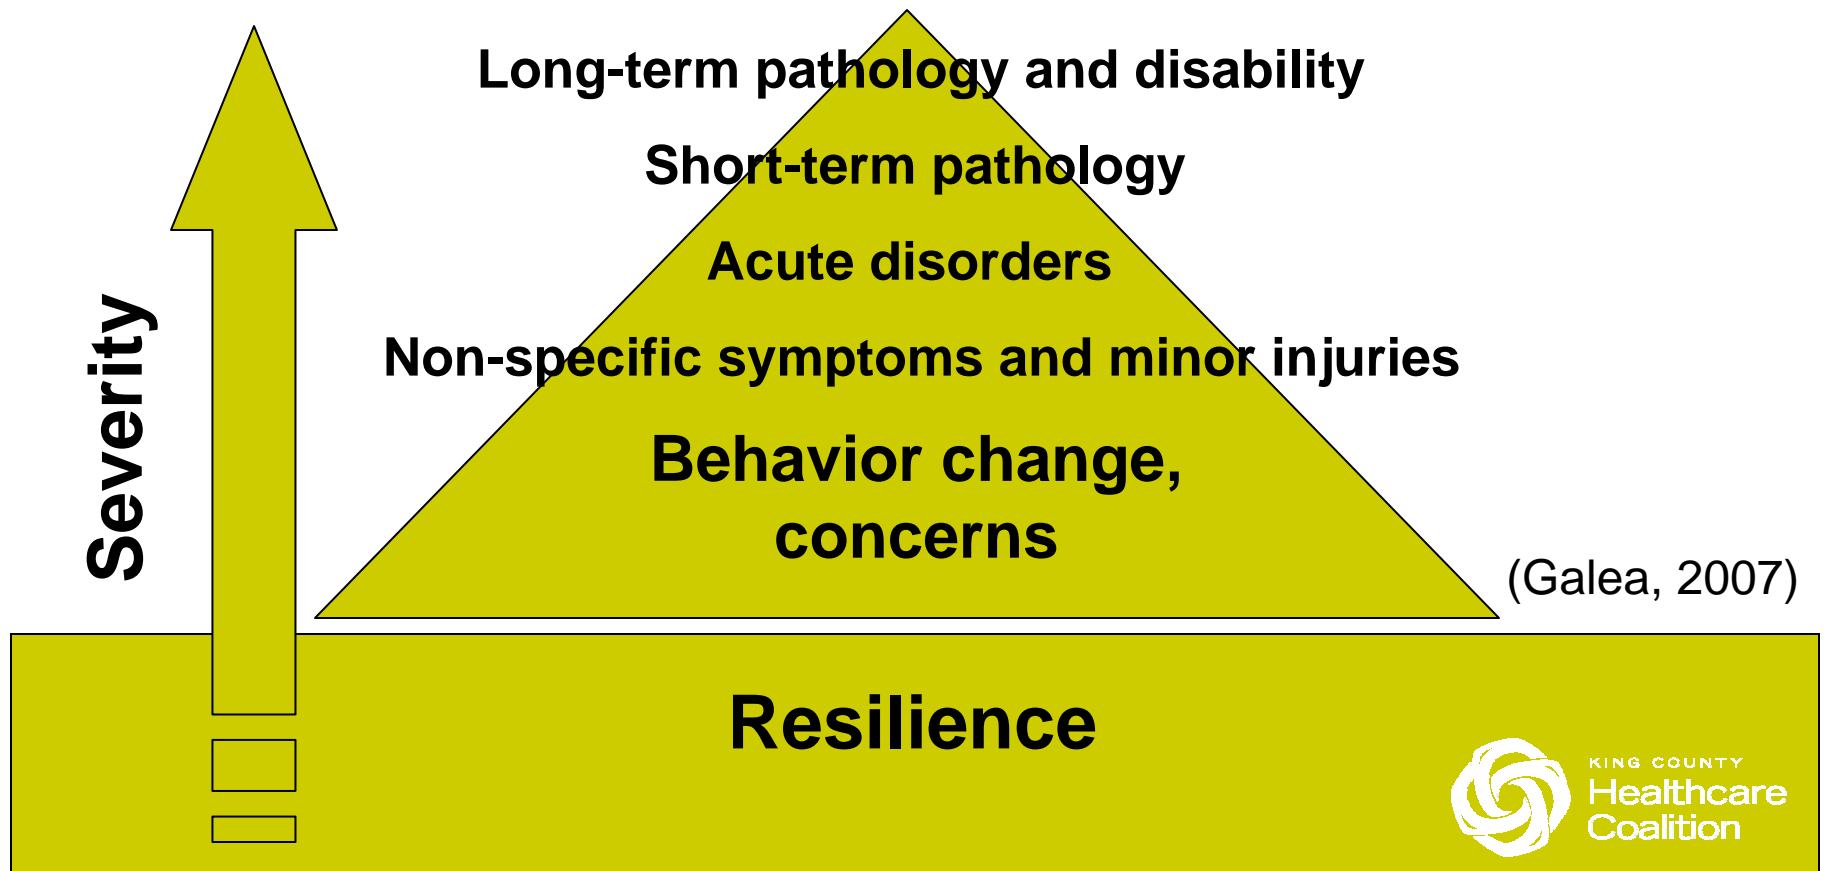 Long-term pathology and disability
Short-term pathology
Acute disorders
Non-specific symptoms and minor injuries
Behavior change,
concerns
Severity
(Galea, 2007)
Resilience
KING COUNTY
Healthcare
Coalition